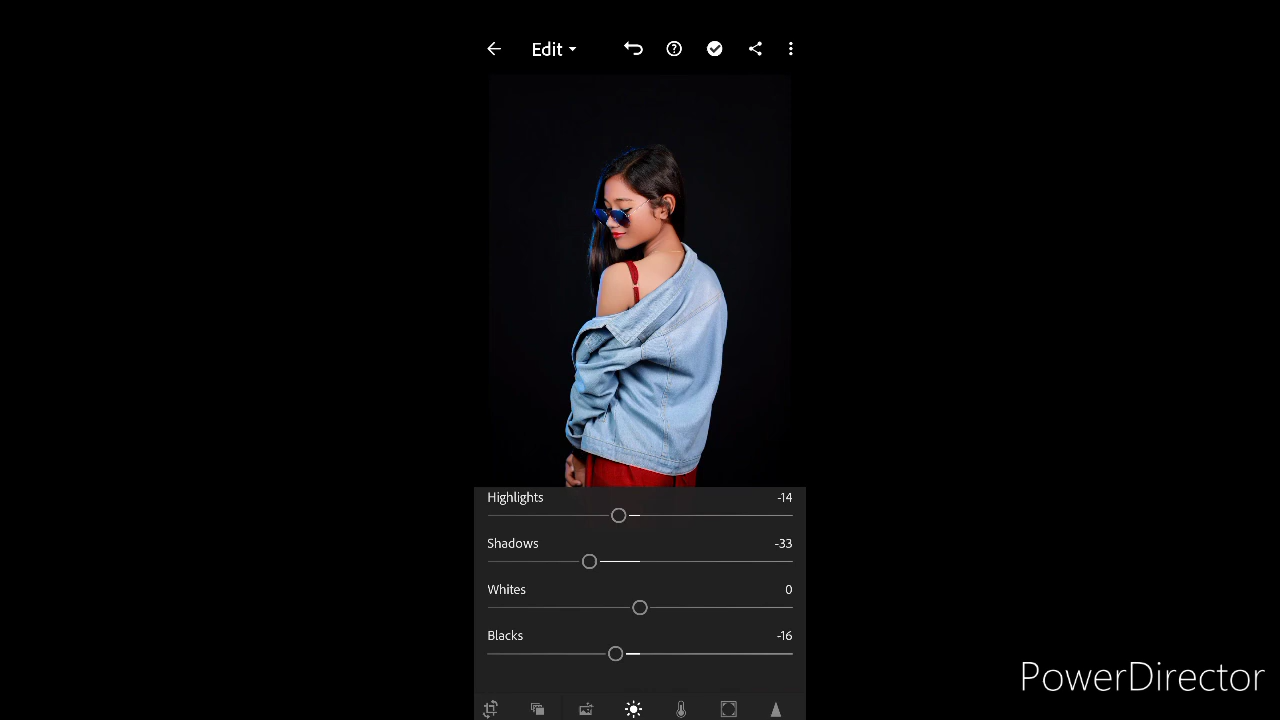 Edit
Highlights -14
Shadows -33
Whites 0
Blacks -16
PowerDirector